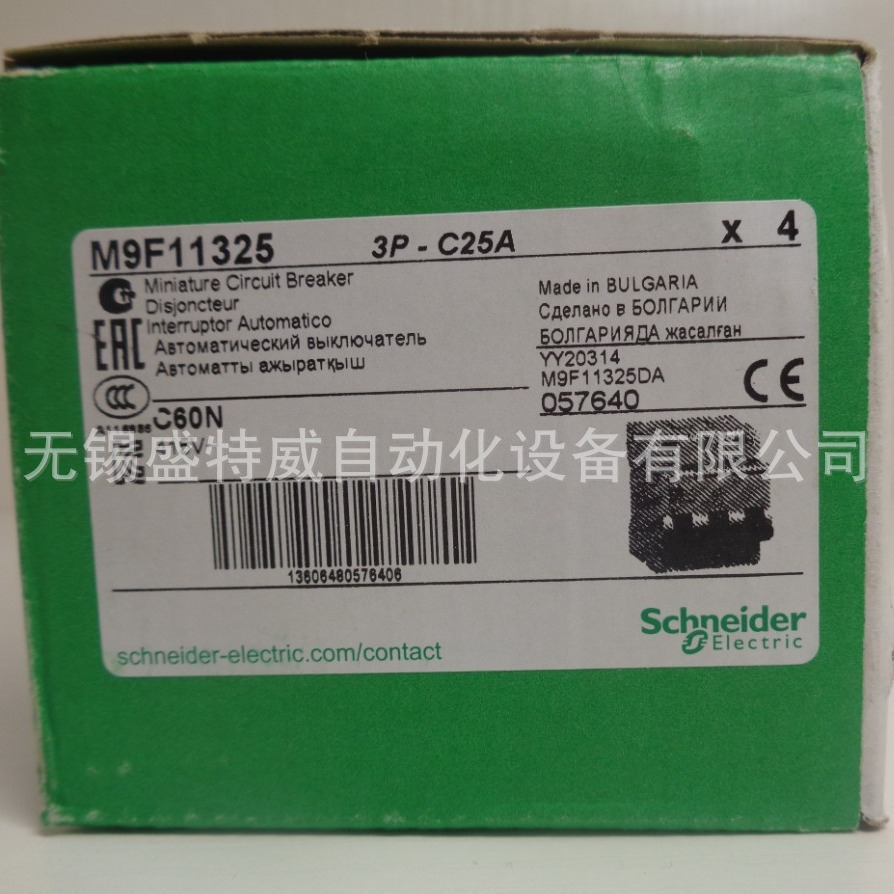 M9F11325 3P - C25A x 4
Miniature Circuit Breaker
Disjoncteur
Interruptor Automatico
Автоматический выключатель
Автоматты ажыратқыш
EAC
CCC
Made in BULGARIA
Сделано в БОЛГАРИИ
БОЛГАРИЯДА жасалған
YY20314
M9F11325DA
057640
CE
C60N
无锡盛特威自动化设备有限公司
13606480576406
schneider-electric.com/contact
Schneider
Electric